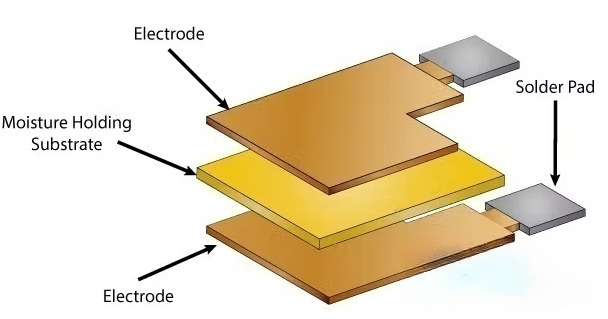 Electrode
Solder Pad
Moisture Holding
Substrate
Electrode